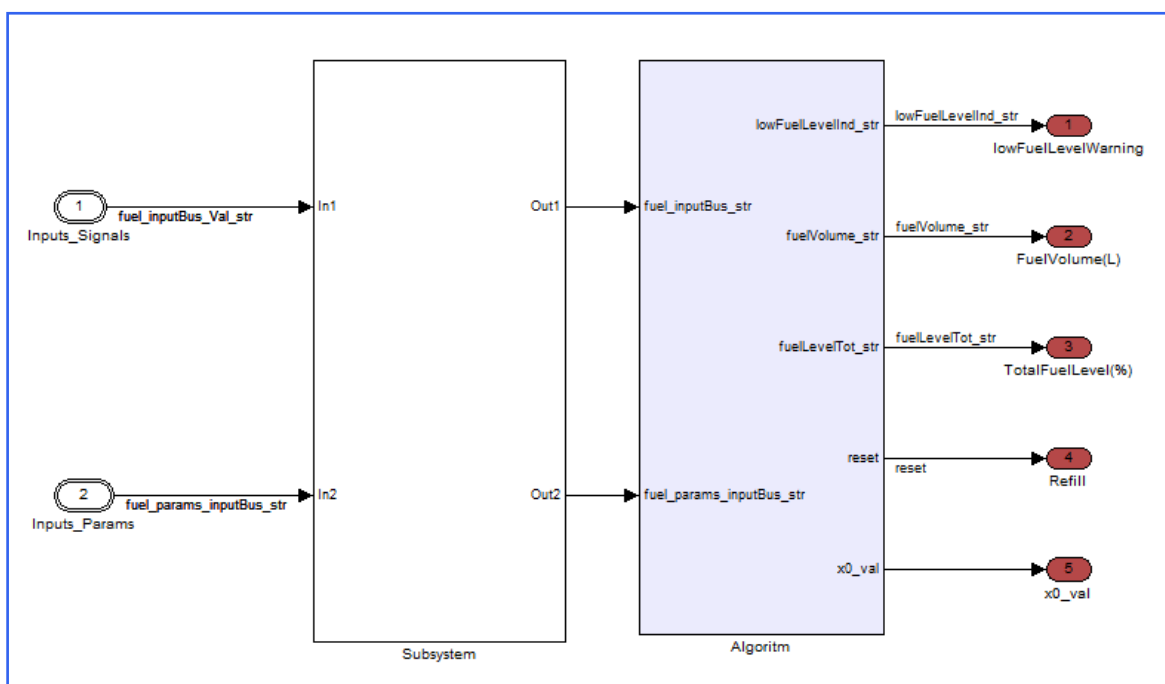 1
fuel_inputBus_Val_str
Inputs_Signals
2
fuel_params_inputBus_str
Inputs_Params
In1
Out1
In2
Out2
Subsystem
fuel_inputBus_str
fuel_params_inputBus_str
lowFuelLevelInd_str
fuelVolume_str
fuelLevelTot_str
reset
x0_val
Algoritm
lowFuelLevelInd_str
1
lowFuelLevelWarning
fuelVolume_str
2
FuelVolume(L)
fuelLevelTot_str
3
TotalFuelLevel(%)
reset
4
Refill
5
x0_val